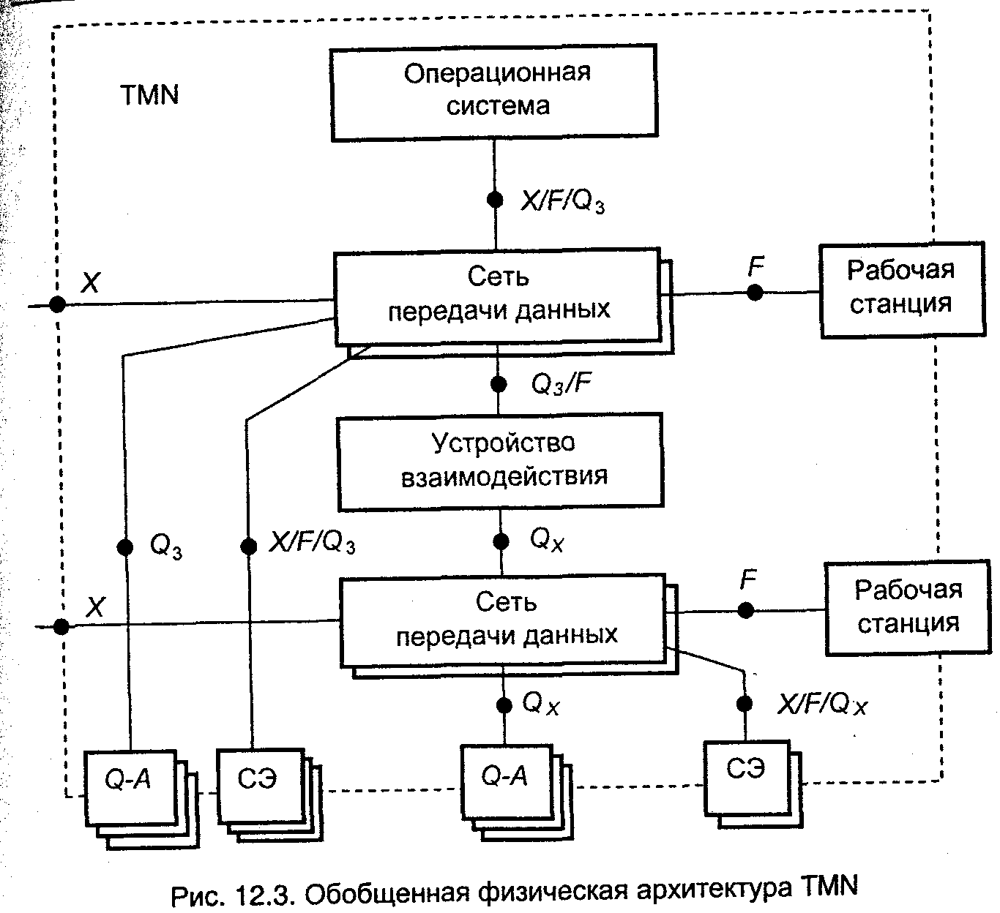 TMN
Операционная
система
X/F/Q₃
X
Сеть
передачи данных
F
Рабочая
станция
Q₃/F
Устройство
взаимодействия
Q₃
X/F/Q₃
Qₓ
X
Сеть
передачи данных
F
Рабочая
станция
Qₓ
X/F/Qₓ
Q-A
СЭ
Q-A
СЭ
Рис. 12.3. Обобщенная физическая архитектура TMN